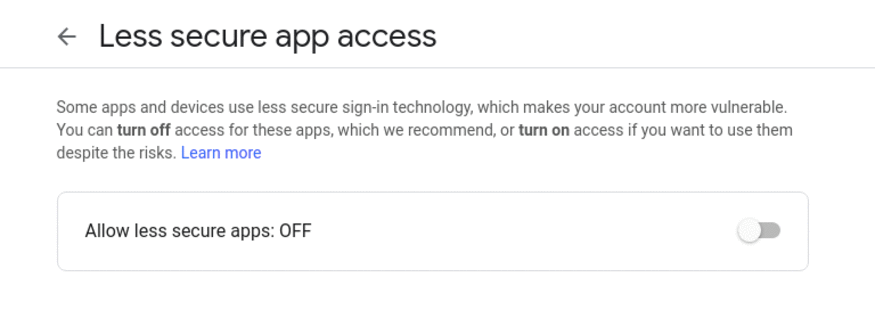 Less secure app access
Some apps and devices use less secure sign-in technology, which makes your account more vulnerable.
You can turn off access for these apps, which we recommend, or turn on access if you want to use them
despite the risks. Learn more
Allow less secure apps: OFF